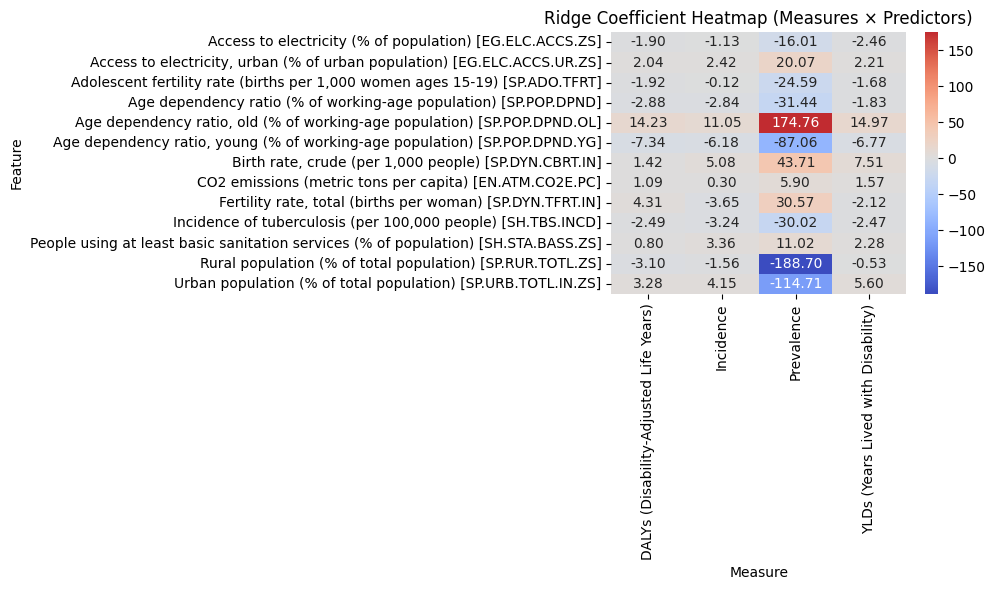 Ridge Coefficient Heatmap (Measures × Predictors)
Feature
Access to electricity (% of population) [EG.ELC.ACCS.ZS] -1.90 -1.13 -16.01 -2.46
Access to electricity, urban (% of urban population) [EG.ELC.ACCS.UR.ZS] 2.04 2.42 20.07 2.21
Adolescent fertility rate (births per 1,000 women ages 15-19) [SP.ADO.TFRT] -1.92 -0.12 -24.59 -1.68
Age dependency ratio (% of working-age population) [SP.POP.DPND] -2.88 -2.84 -31.44 -1.83
Age dependency ratio, old (% of working-age population) [SP.POP.DPND.OL] 14.23 11.05 174.76 14.97
Age dependency ratio, young (% of working-age population) [SP.POP.DPND.YG] -7.34 -6.18 -87.06 -6.77
Birth rate, crude (per 1,000 people) [SP.DYN.CBRT.IN] 1.42 5.08 43.71 7.51
CO2 emissions (metric tons per capita) [EN.ATM.CO2E.PC] 1.09 0.30 5.90 1.57
Fertility rate, total (births per woman) [SP.DYN.TFRT.IN] 4.31 -3.65 30.57 -2.12
Incidence of tuberculosis (per 100,000 people) [SH.TBS.INCD] -2.49 -3.24 -30.02 -2.47
People using at least basic sanitation services (% of population) [SH.STA.BASS.ZS] 0.80 3.36 11.02 2.28
Rural population (% of total population) [SP.RUR.TOTL.ZS] -3.10 -1.56 -188.70 -0.53
Urban population (% of total population) [SP.URB.TOTL.IN.ZS] 3.28 4.15 -114.71 5.60
DALYs (Disability-Adjusted Life Years)
Incidence
Prevalence
YLDs (Years Lived with Disability)
Measure
150
100
50
0
−50
−100
−150